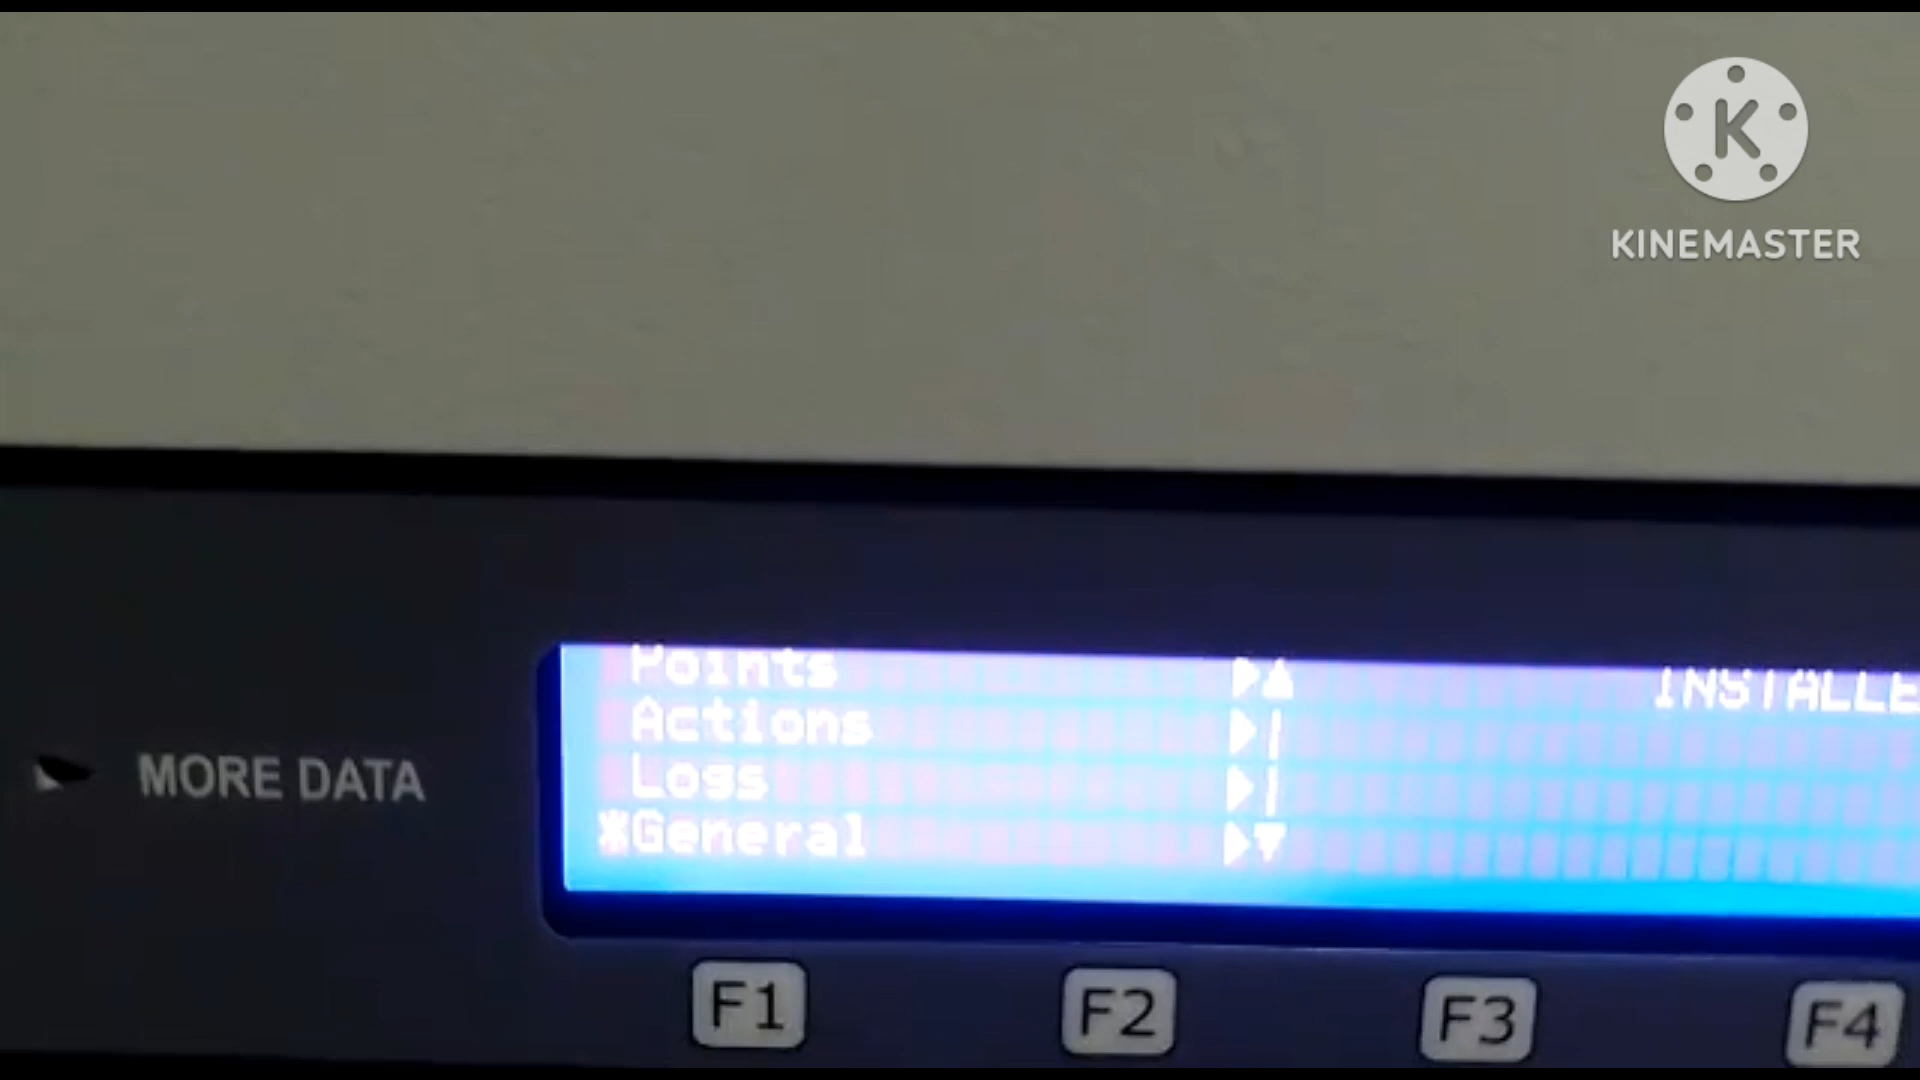 K
KINEMASTER
Points
INSTALLE
Actions
MORE DATA
Logs
*General
F1
F2
F3
F4